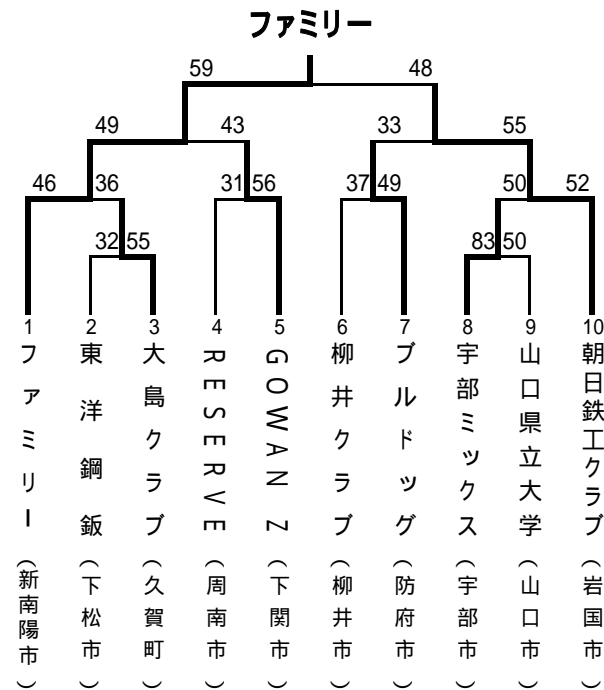 ファミリー
59 48
49 43 33 55
46 36 31 56 37 49 50 52
32 55 83 50
1 2 3 4 5 6 7 8 9 10
ファミリー（新南陽市）
東洋鋼鈑（下松市）
大島クラブ（久賀町）
RESERVE（周南市）
GOWAN Z（下関市）
柳井クラブ（柳井市）
ブルドッグ（防府市）
宇部ミックス（宇部市）
山口県立大学（山口市）
朝日鉄工クラブ（岩国市）